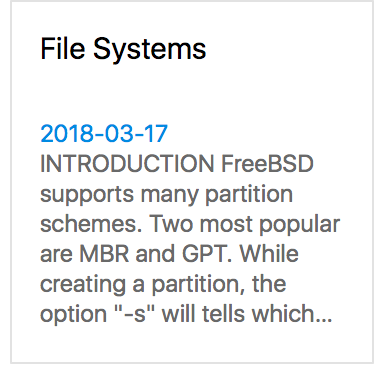 File Systems
2018-03-17
INTRODUCTION FreeBSD
supports many partition
schemes. Two most popular
are MBR and GPT. While
creating a partition, the
option "-s" will tells which...